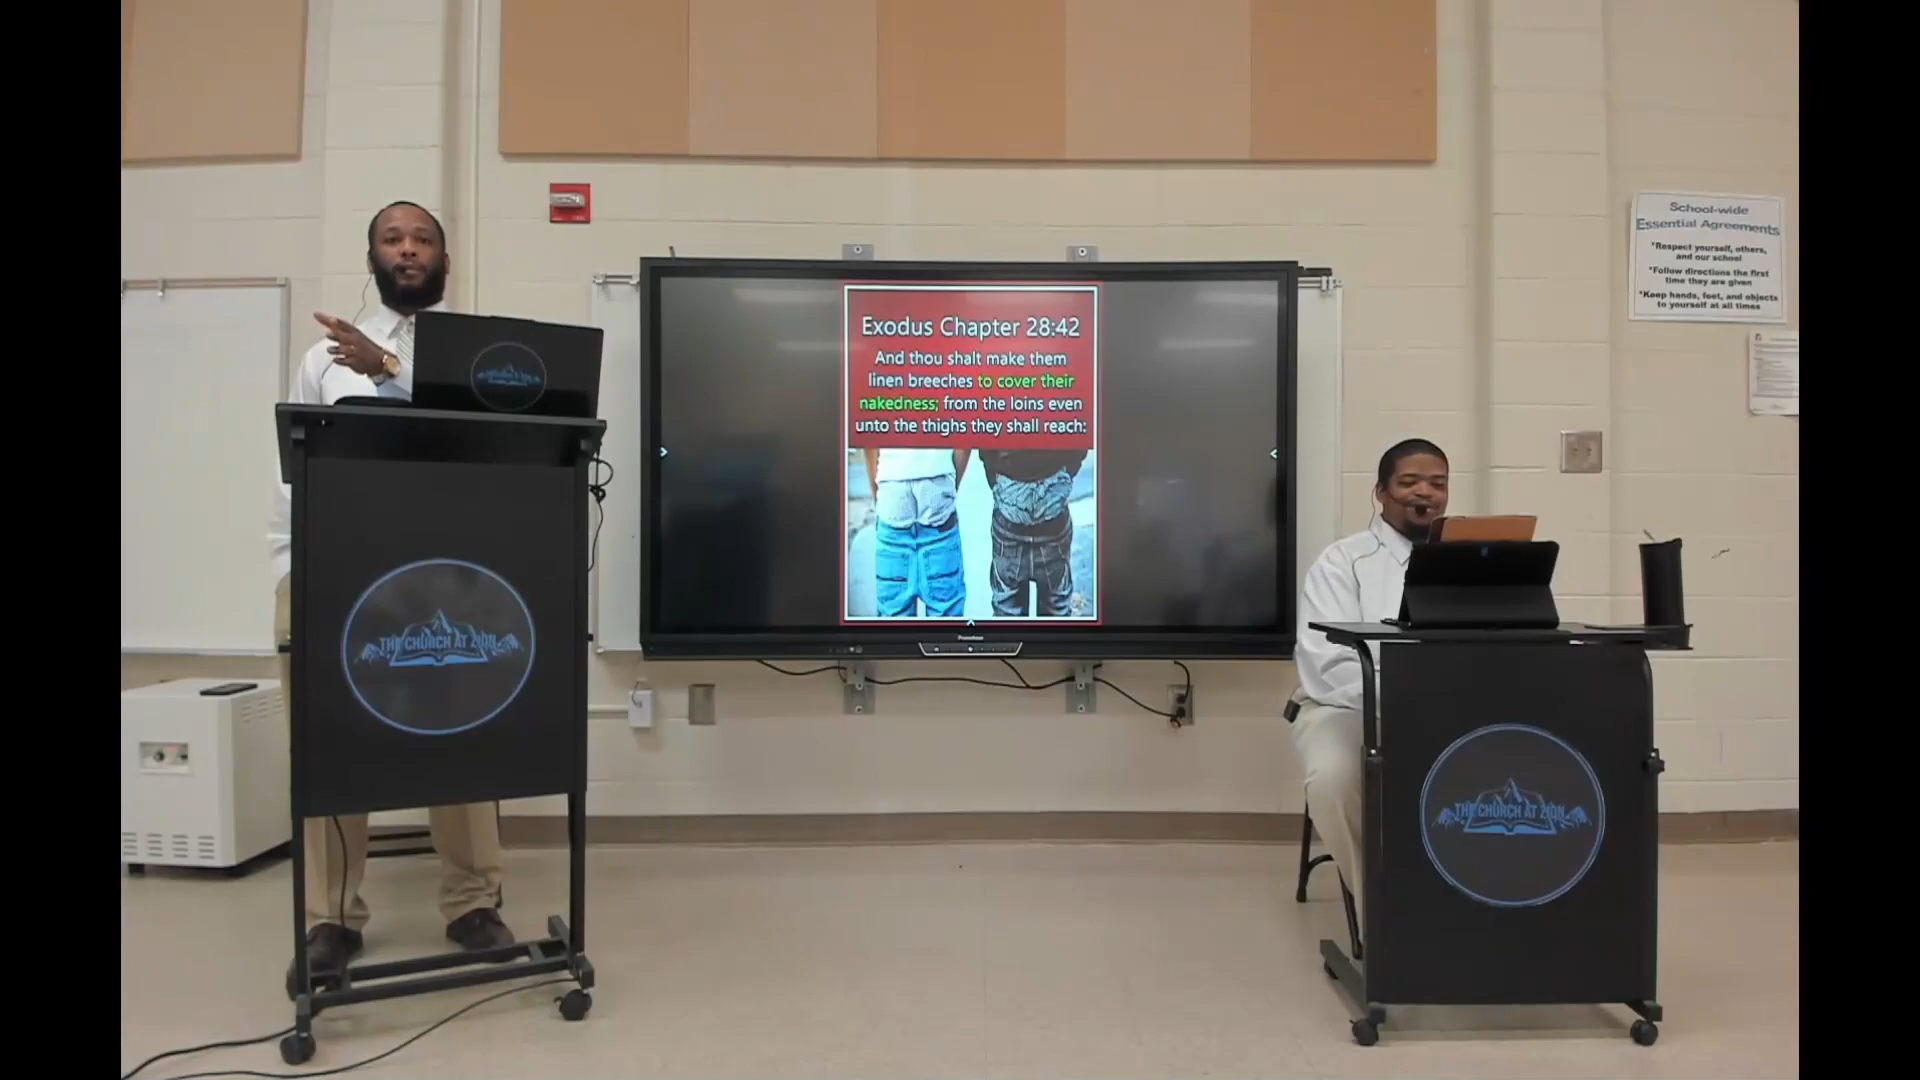 Exodus Chapter 28:42
And thou shalt make them
linen breeches to cover their
nakedness; from the loins even
unto the thighs they shall reach:
Promethean
School-wide
Essential Agreements
*Respect yourself, others,
and our school
*Follow directions the first
time they are given
*Keep hands, feet, and objects
to yourself at all times
THE CHURCH AT ZION
THE CHURCH AT ZION